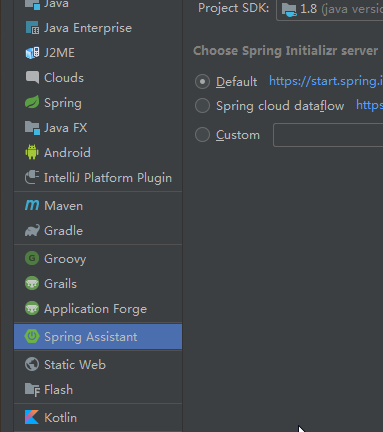 Java
Java Enterprise
J2ME
Clouds
Spring
Java FX
Android
IntelliJ Platform Plugin
Maven
Gradle
Groovy
Grails
Application Forge
Spring Assistant
Static Web
Flash
Kotlin
Project SDK: 1.8 (java version
Choose Spring Initializr server
Default https://start.spring.i
Spring cloud dataflow https
Custom